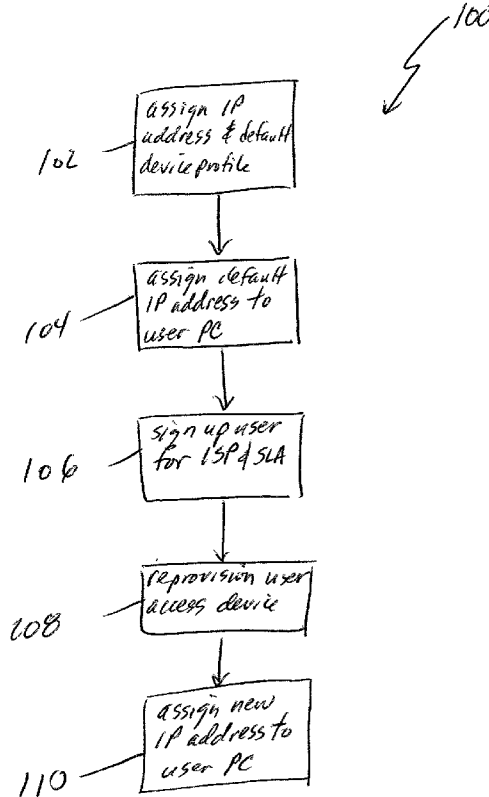 100
102
assign IP
address & default
device profile
104
assign default
IP address to
user PC
106
sign up user
for ISP & SLA
108
reprovision user
access device
110
assign new
IP address to
user PC